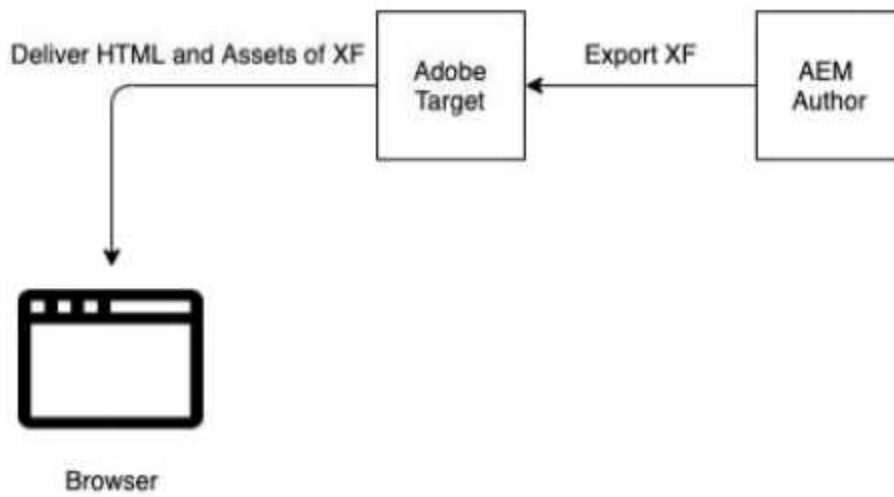 Deliver HTML and Assets of XF
Adobe
Target
Export XF
AEM
Author
Browser